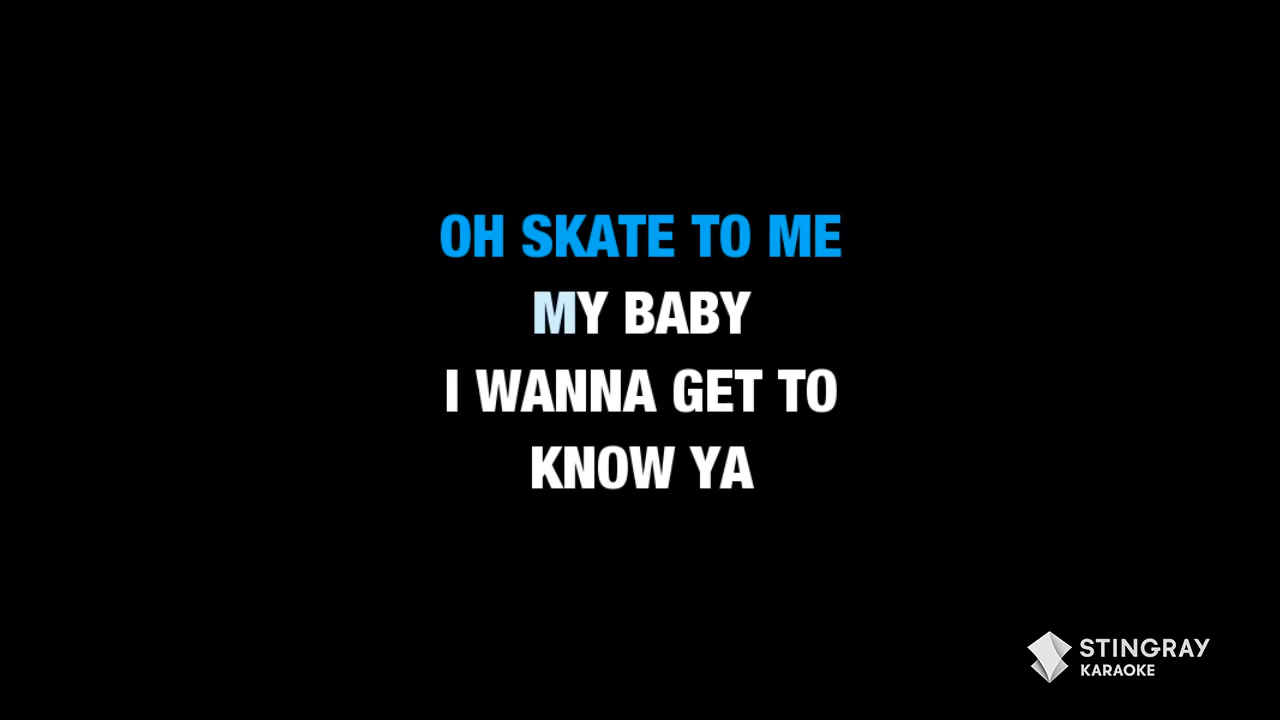 OH SKATE TO ME
MY BABY
I WANNA GET TO
KNOW YA
STINGRAY
KARAOKE